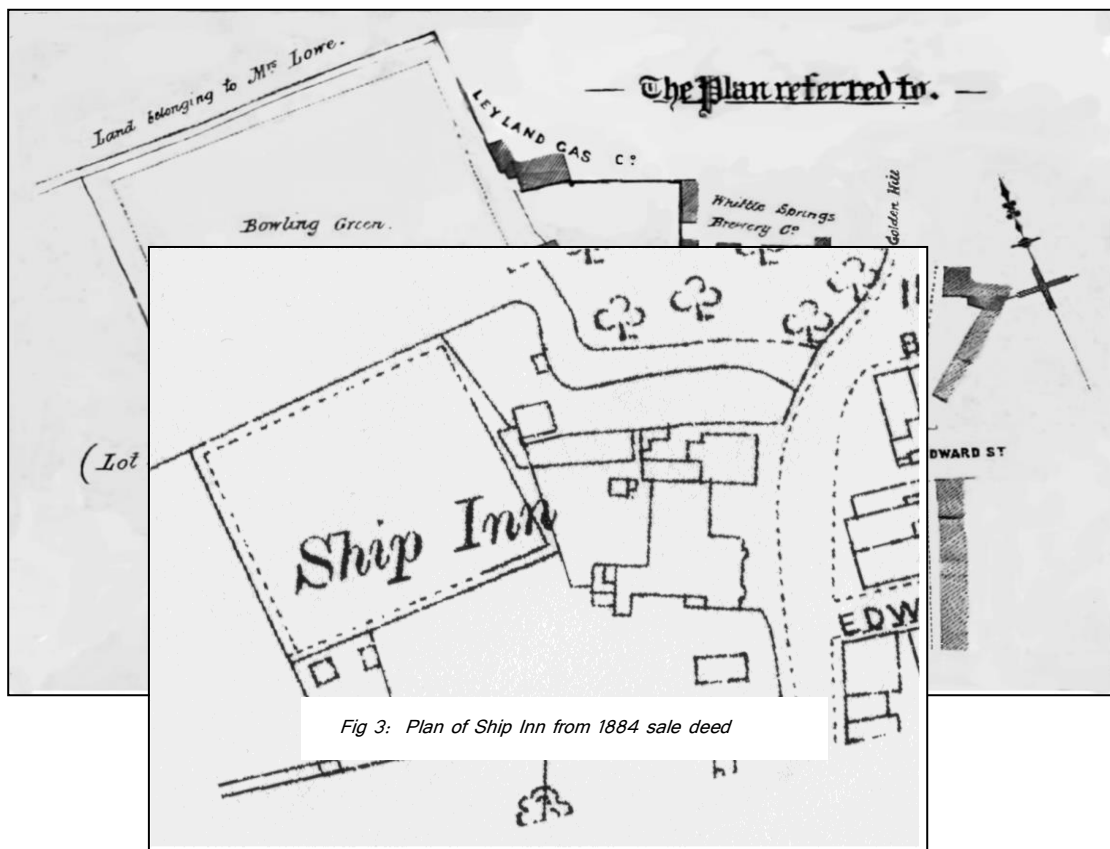 Land belonging to Mrs Lowe.
— The Plan referred to. —
LEYLAND GAS Co
Whittle Springs
Brewery Co
Golden Hill
Bowling Green.
(Lot
DWARD ST
Ship Inn
EDW
Fig 3: Plan of Ship Inn from 1884 sale deed